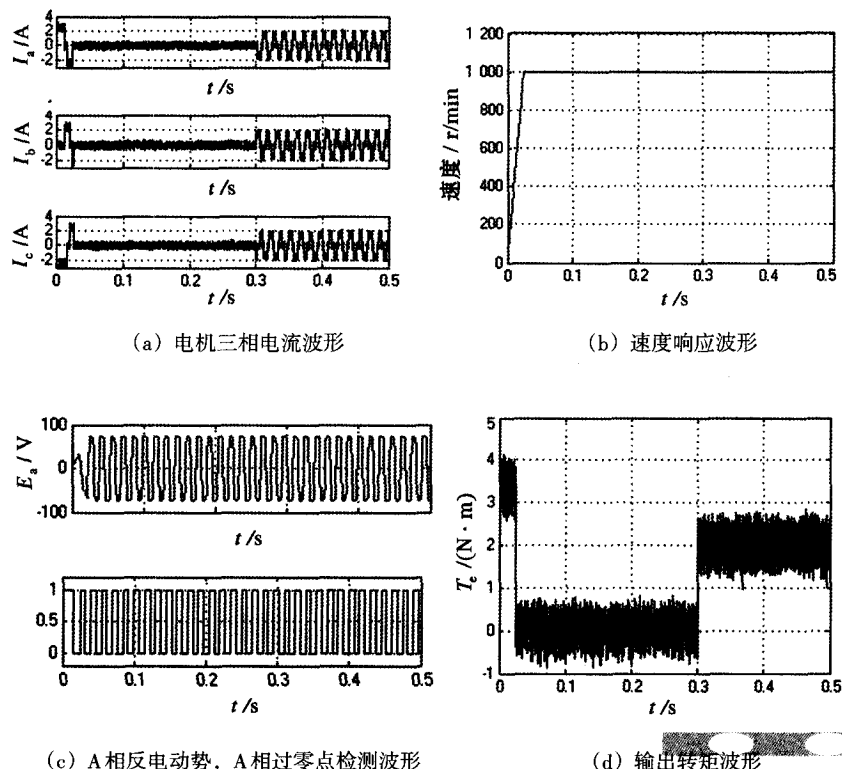 4
2
0
-2
I_a /A
t /s
4
2
0
-2
I_b /A
t /s
4
2
0
-2
I_c /A
0 0.1 0.2 0.3 0.4 0.5
t /s
(a) 电机三相电流波形
1 200
1 000
800
600
400
200
0
速度 / r/min
0 0.1 0.2 0.3 0.4 0.5
t /s
(b) 速度响应波形
100
0
-100
E_a / V
t /s
1
0.5
0
0 0.1 0.2 0.3 0.4 0.5
t /s
(c) A相反电动势, A相过零点检测波形
5
4
3
2
1
0
-1
T_e /(N · m)
0.1 0.2 0.3 0.4 0.5
t /s
(d) 输出转矩波形